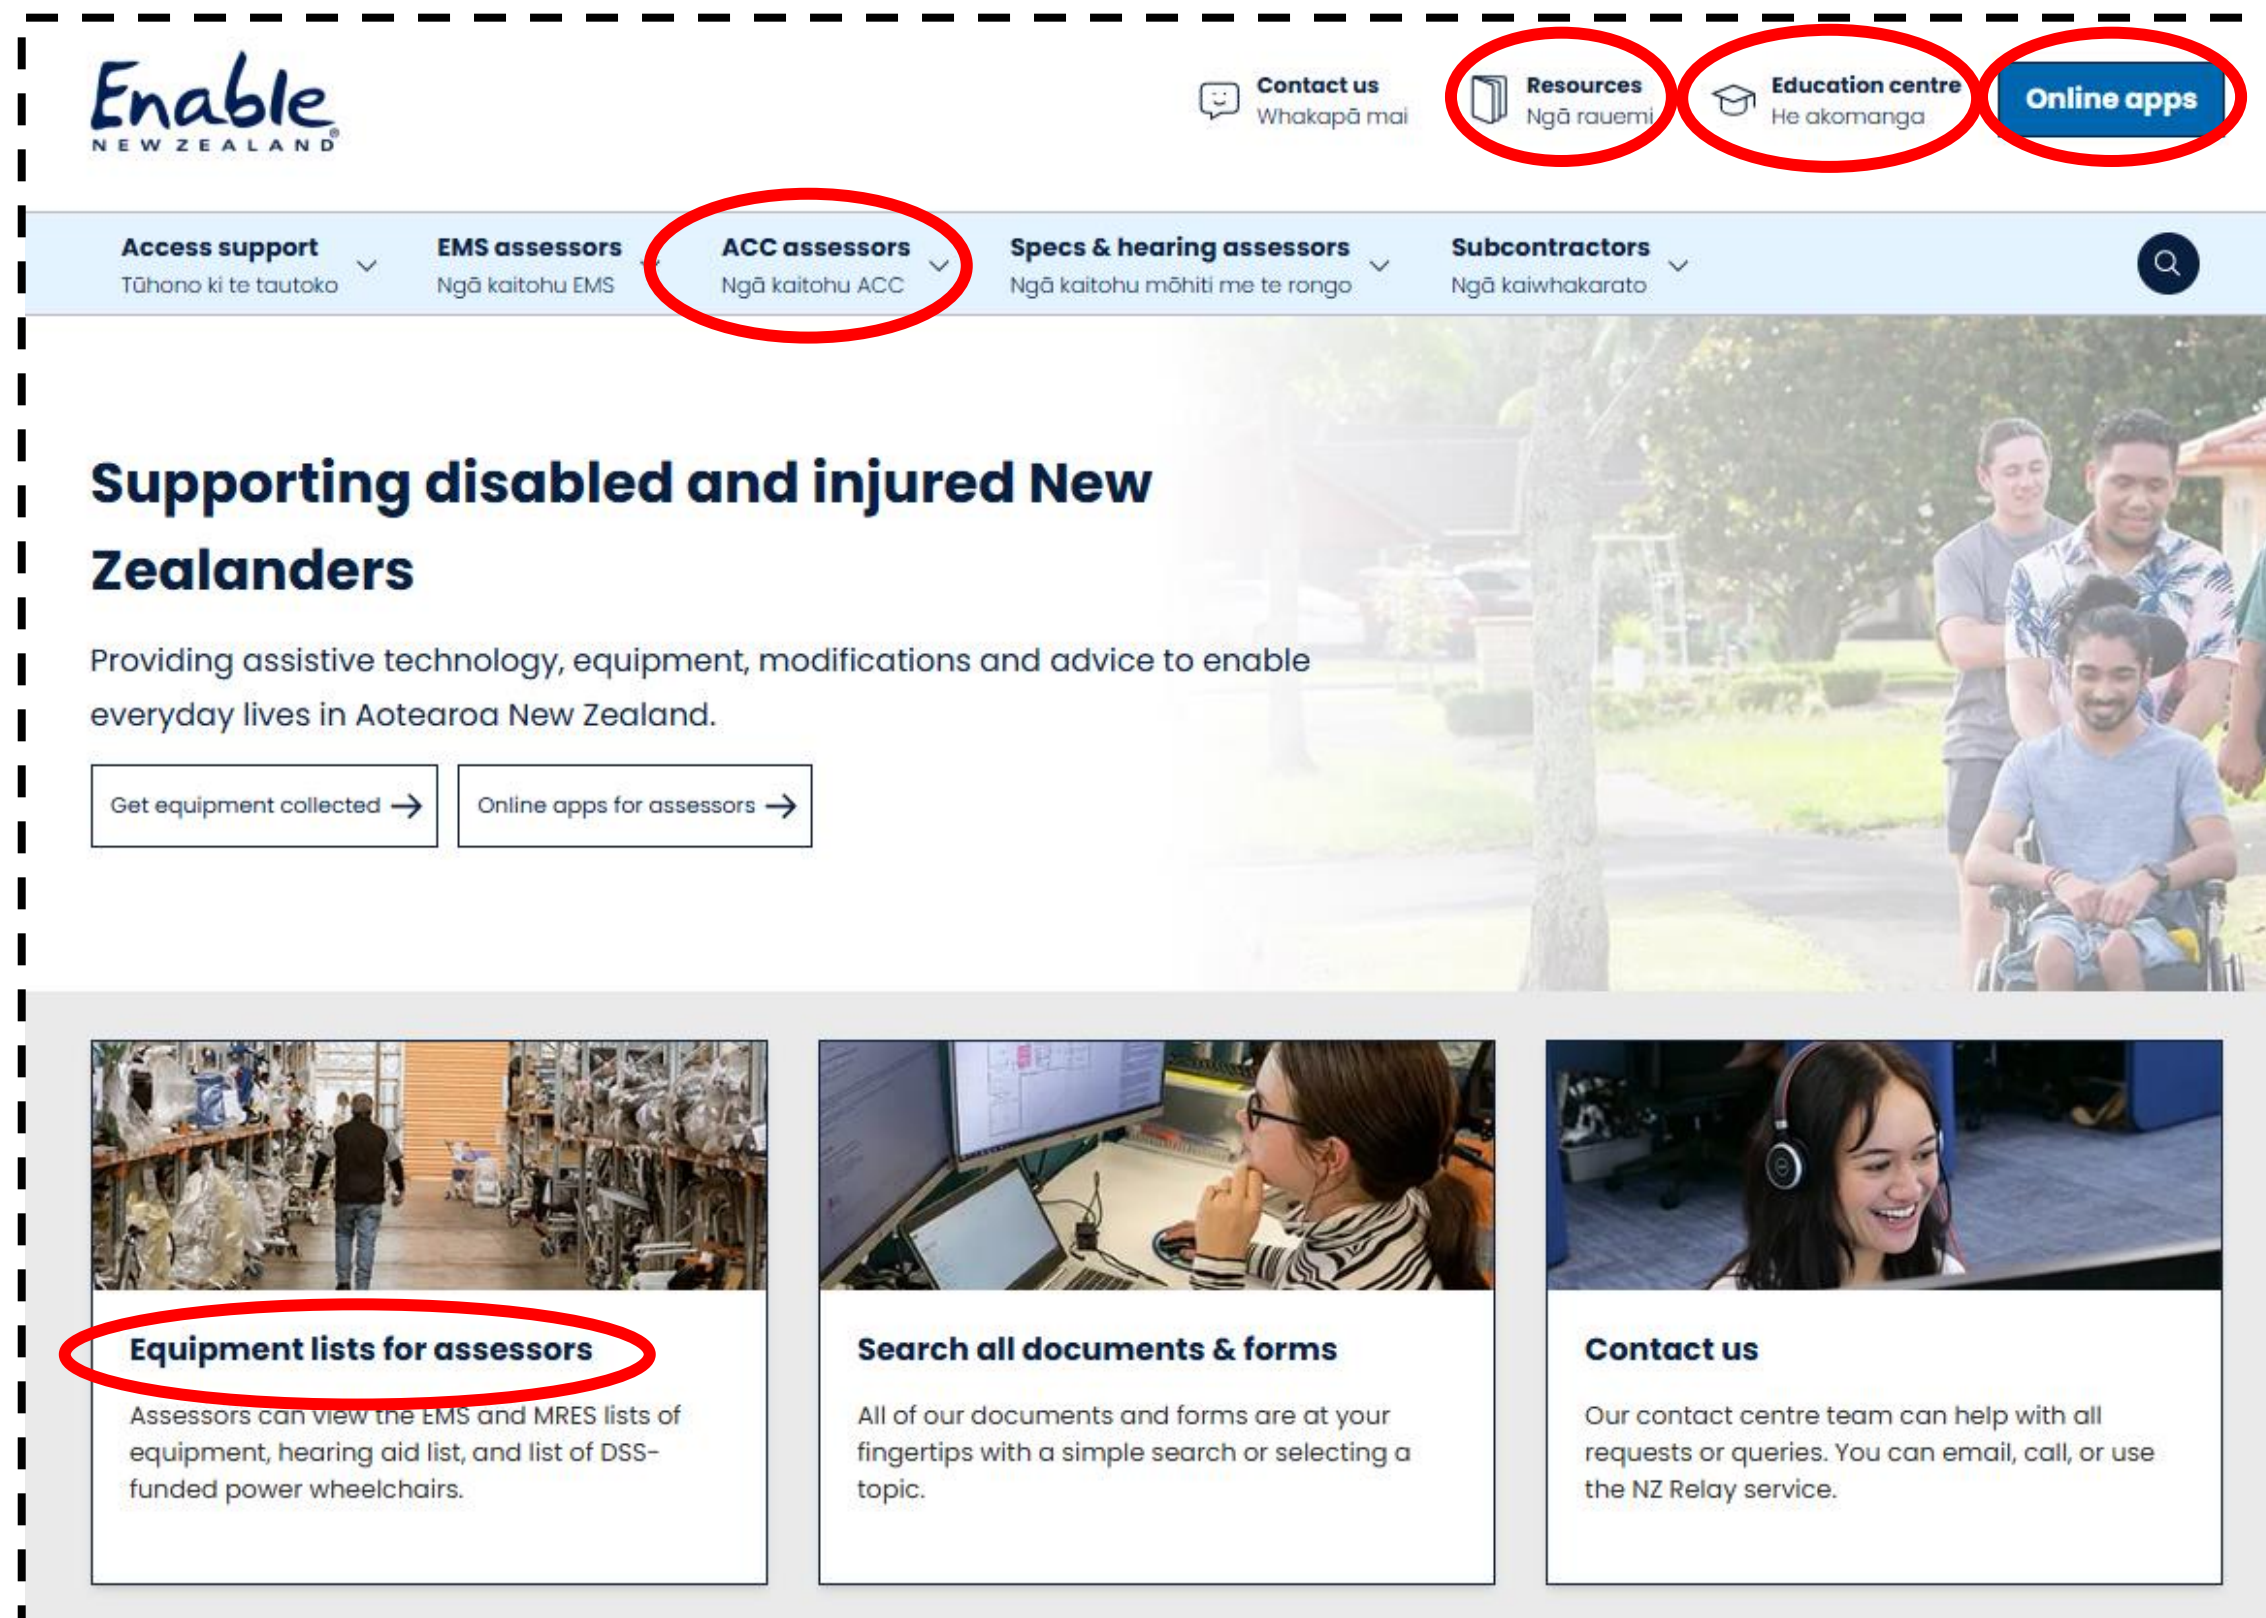 Enable
NEW ZEALAND®
Contact us
Whakapā mai
Resources
Ngā rauemi
Education centre
He akomanga
Online apps
Access support
Tūhono ki te tautoko
EMS assessors
Ngā kaitohu EMS
ACC assessors
Ngā kaitohu ACC
Specs & hearing assessors
Ngā kaitohu mōhiti me te rongo
Subcontractors
Ngā kaiwhakarato
Supporting disabled and injured New
Zealanders
Providing assistive technology, equipment, modifications and advice to enable
everyday lives in Aotearoa New Zealand.
Get equipment collected →
Online apps for assessors →
Equipment lists for assessors
Assessors can view the EMS and MRES lists of
equipment, hearing aid list, and list of DSS-
funded power wheelchairs.
Search all documents & forms
All of our documents and forms are at your
fingertips with a simple search or selecting a
topic.
Contact us
Our contact centre team can help with all
requests or queries. You can email, call, or use
the NZ Relay service.